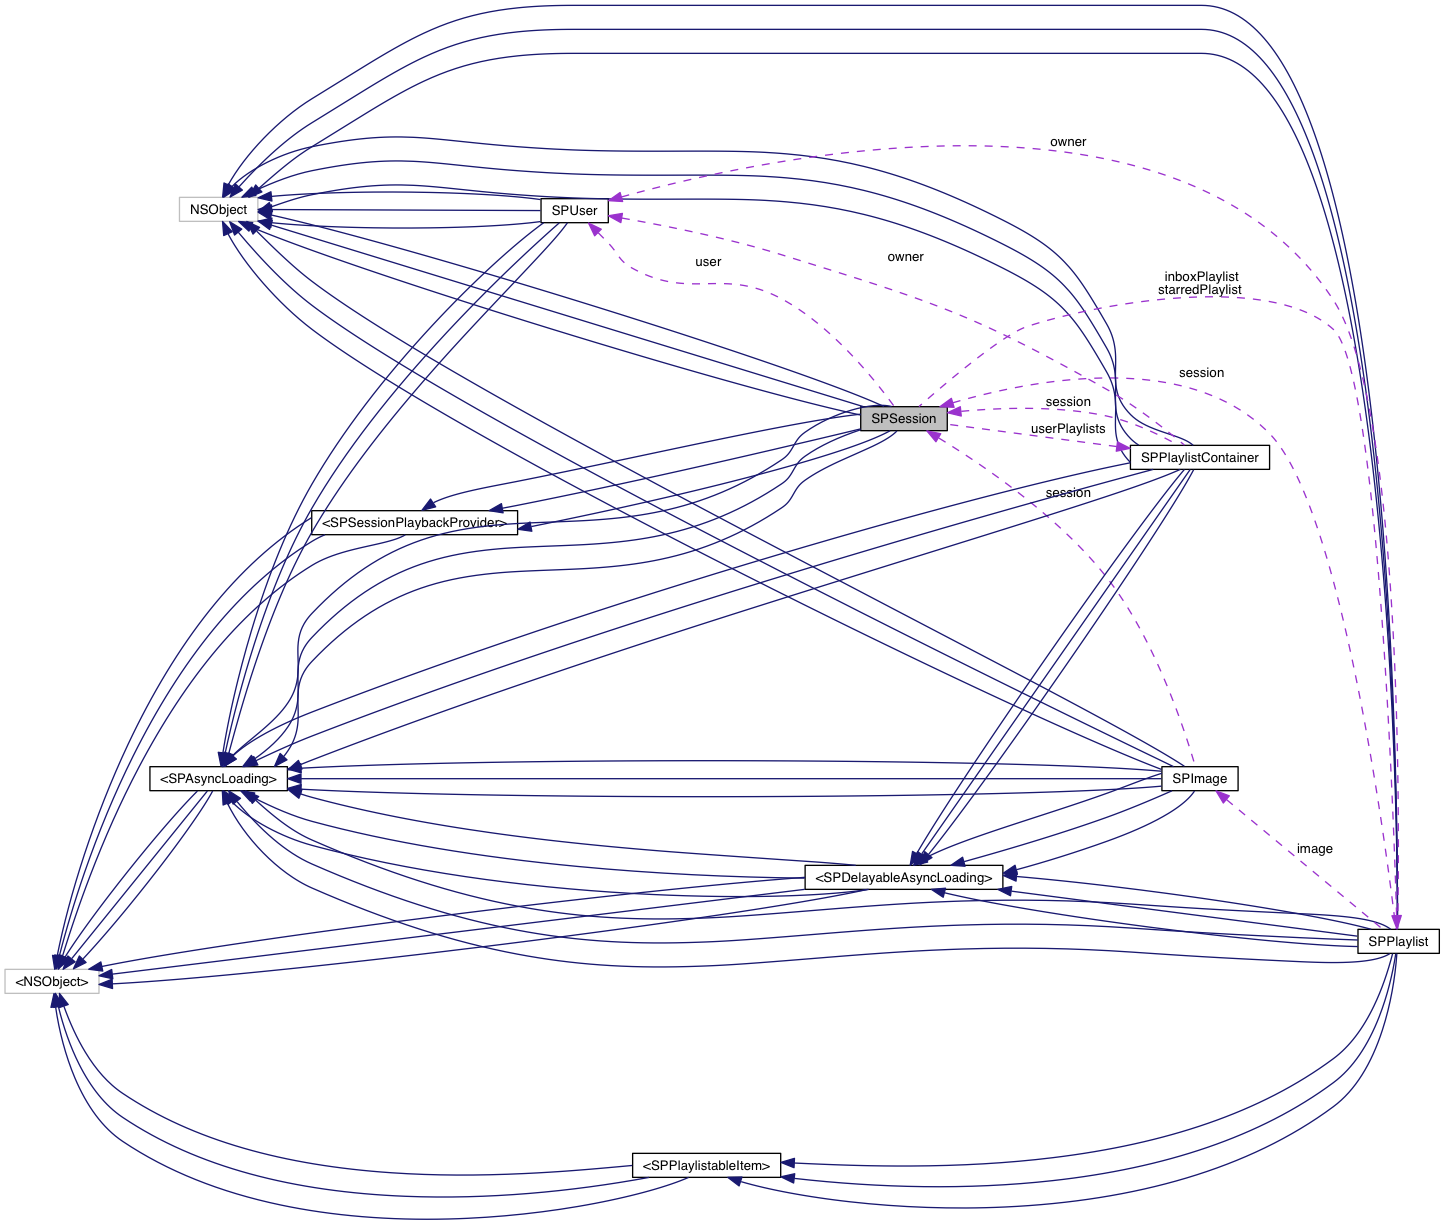 owner
NSObject
SPUser
owner
user
inboxPlaylist
starredPlaylist
session
session
SPSession
userPlaylists
SPPlaylistContainer
session
<SPSessionPlaybackProvider>
<SPAsyncLoading>
SPImage
image
<SPDelayableAsyncLoading>
SPPlaylist
<NSObject>
<SPPlaylistableItem>